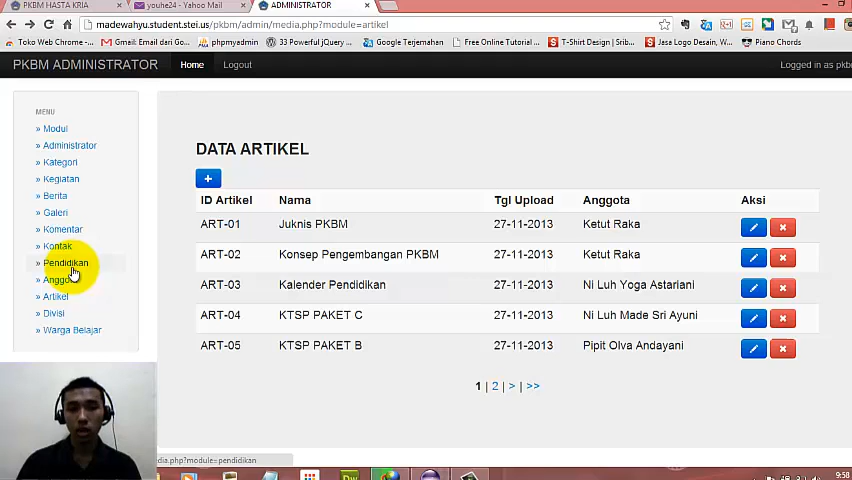 PKBM HASTA KRIA
youhe24 - Yahoo Mail
ADMINISTRATOR
madewahyu.student.stei.us/pkbm/admin/media.php?module=artikel
Toko Web Chrome -...
Gmail: Email dari Go...
phpmyadmin
33 Powerful jQuery ...
Google Terjemahan
Free Online Tutorial ...
T-Shirt Design | Srib...
Jasa Logo Desain, W...
Piano Chords
PKBM ADMINISTRATOR
Home
Logout
Logged in as pkb
MENU
» Modul
» Administrator
» Kategori
» Kegiatan
» Berita
» Galeri
» Komentar
» Kontak
» Pendidikan
» Artikel
» Divisi
» Warga Belajar
DATA ARTIKEL
+
ID Artikel Nama Tgl Upload Anggota Aksi
ART-01 Juknis PKBM 27-11-2013 Ketut Raka
ART-02 Konsep Pengembangan PKBM 27-11-2013 Ketut Raka
ART-03 Kalender Pendidikan 27-11-2013 Ni Luh Yoga Astariani
ART-04 KTSP PAKET C 27-11-2013 Ni Luh Made Sri Ayuni
ART-05 KTSP PAKET B 27-11-2013 Pipit Olva Andayani
1 | 2 | > | >>
edia.php?module=pendidikan
9:58